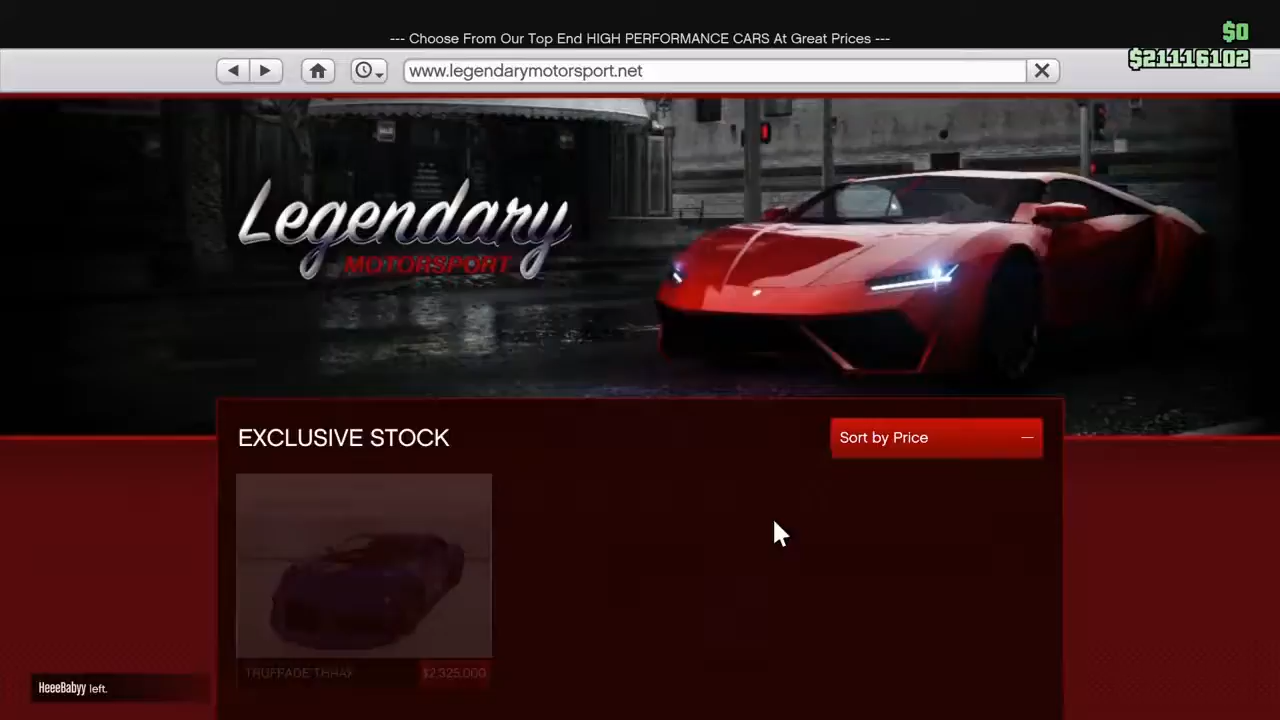 --- Choose From Our Top End HIGH PERFORMANCE CARS At Great Prices ---
$0
$21116102
www.legendarymotorsport.net
Legendary
MOTORSPORT
EXCLUSIVE STOCK
Sort by Price
TRUFFADE THRAX
$2,325,000
HeeeBabyy left.